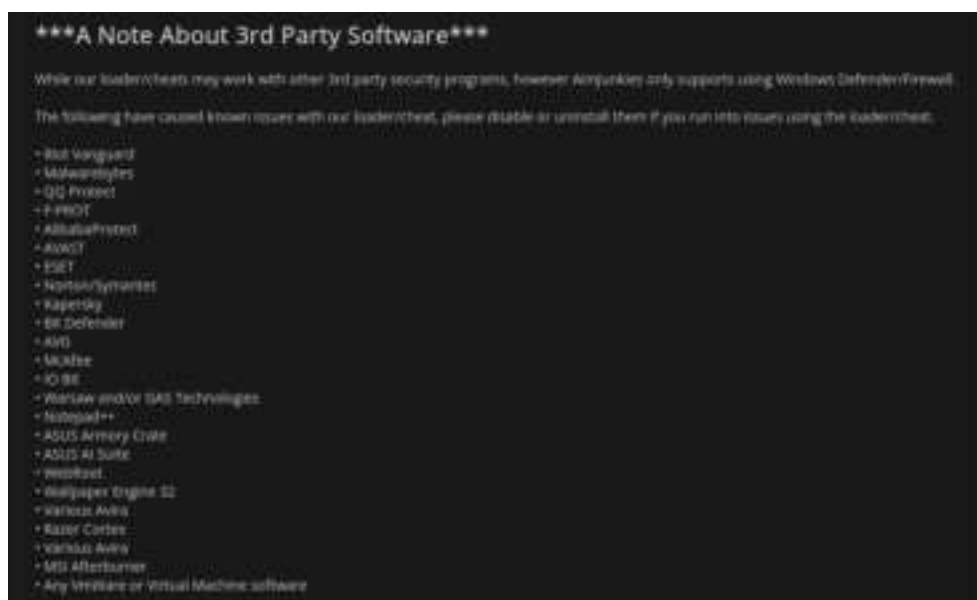 ***A Note About 3rd Party Software***
While our loader/cheats may work with other 3rd party security programs, however Aimjunkies only supports using Windows Defender/Firewall.
The following have caused known issues with our loader/cheat, please disable or uninstall them if you run into issues using the loader/cheat.
• Riot Vanguard
• Malwarebytes
• QQ Protect
• F-PROT
• AlibabaProtect
• AVAST
• ESET
• Norton/Symantec
• Kapersky
• Bit Defender
• AVG
• McAfee
• IO Bit
• Warsaw and/or GAS Technologies
• Notepad++
• ASUS Armory Crate
• ASUS AI Suite
• WebRoot
• Wallpaper Engine 32
• Various Avira
• Razer Cortex
• Various Avira
• MSI Afterburner
• Any VmWare or Virtual Machine software